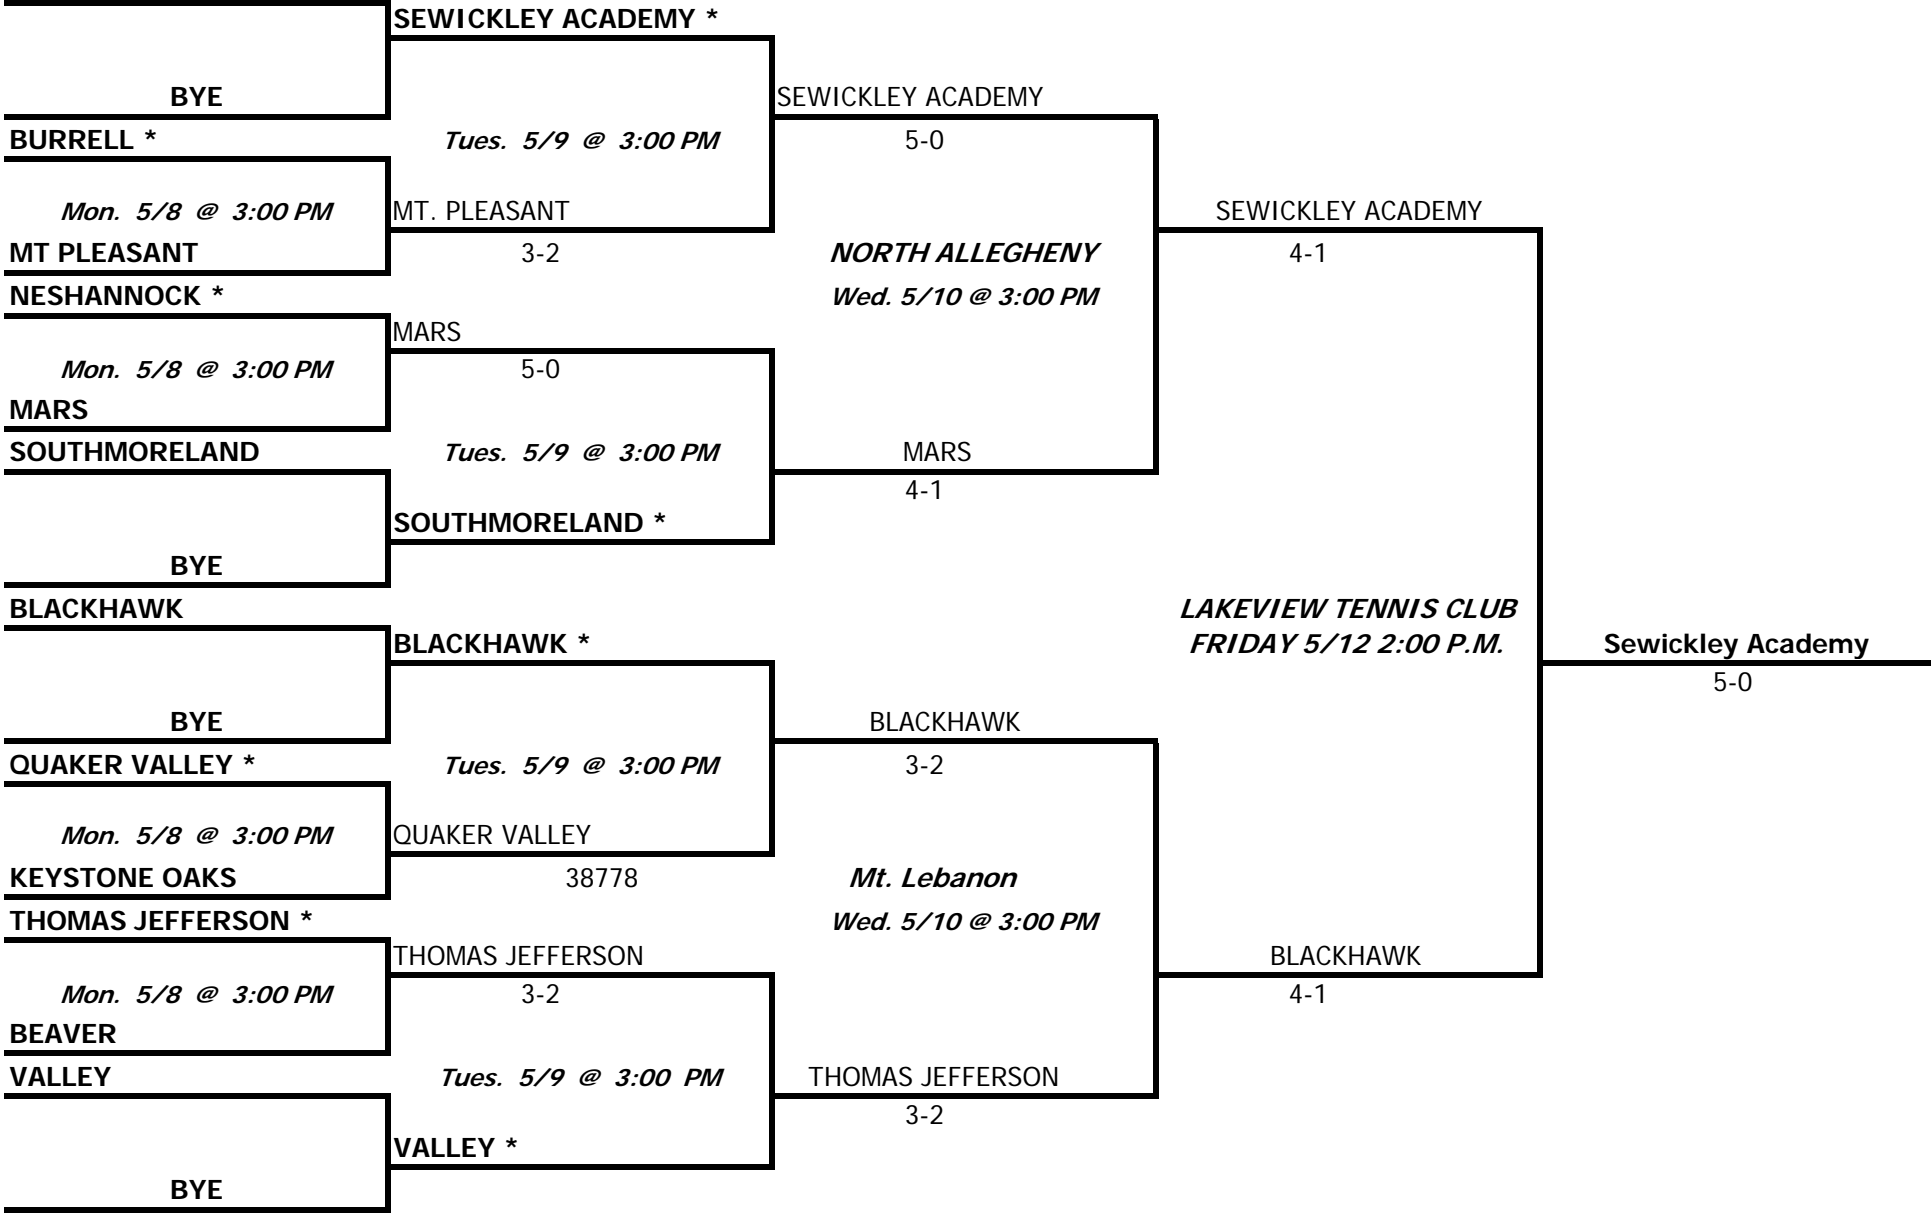 SEWICKLEY ACADEMY *
BYE
SEWICKLEY ACADEMY
BURRELL *
Tues. 5/9 @ 3:00 PM
5-0
Mon. 5/8 @ 3:00 PM
MT. PLEASANT
SEWICKLEY ACADEMY
MT PLEASANT
3-2
NORTH ALLEGHENY
4-1
NESHANNOCK *
Wed. 5/10 @ 3:00 PM
MARS
Mon. 5/8 @ 3:00 PM
5-0
MARS
SOUTHMORELAND
Tues. 5/9 @ 3:00 PM
MARS
4-1
SOUTHMORELAND *
BYE
BLACKHAWK
LAKEVIEW TENNIS CLUB
BLACKHAWK *
FRIDAY 5/12 2:00 P.M.
Sewickley Academy
5-0
BYE
BLACKHAWK
QUAKER VALLEY *
Tues. 5/9 @ 3:00 PM
3-2
Mon. 5/8 @ 3:00 PM
QUAKER VALLEY
KEYSTONE OAKS
38778
Mt. Lebanon
THOMAS JEFFERSON *
Wed. 5/10 @ 3:00 PM
THOMAS JEFFERSON
BLACKHAWK
Mon. 5/8 @ 3:00 PM
3-2
4-1
BEAVER
VALLEY
Tues. 5/9 @ 3:00 PM
THOMAS JEFFERSON
3-2
VALLEY *
BYE